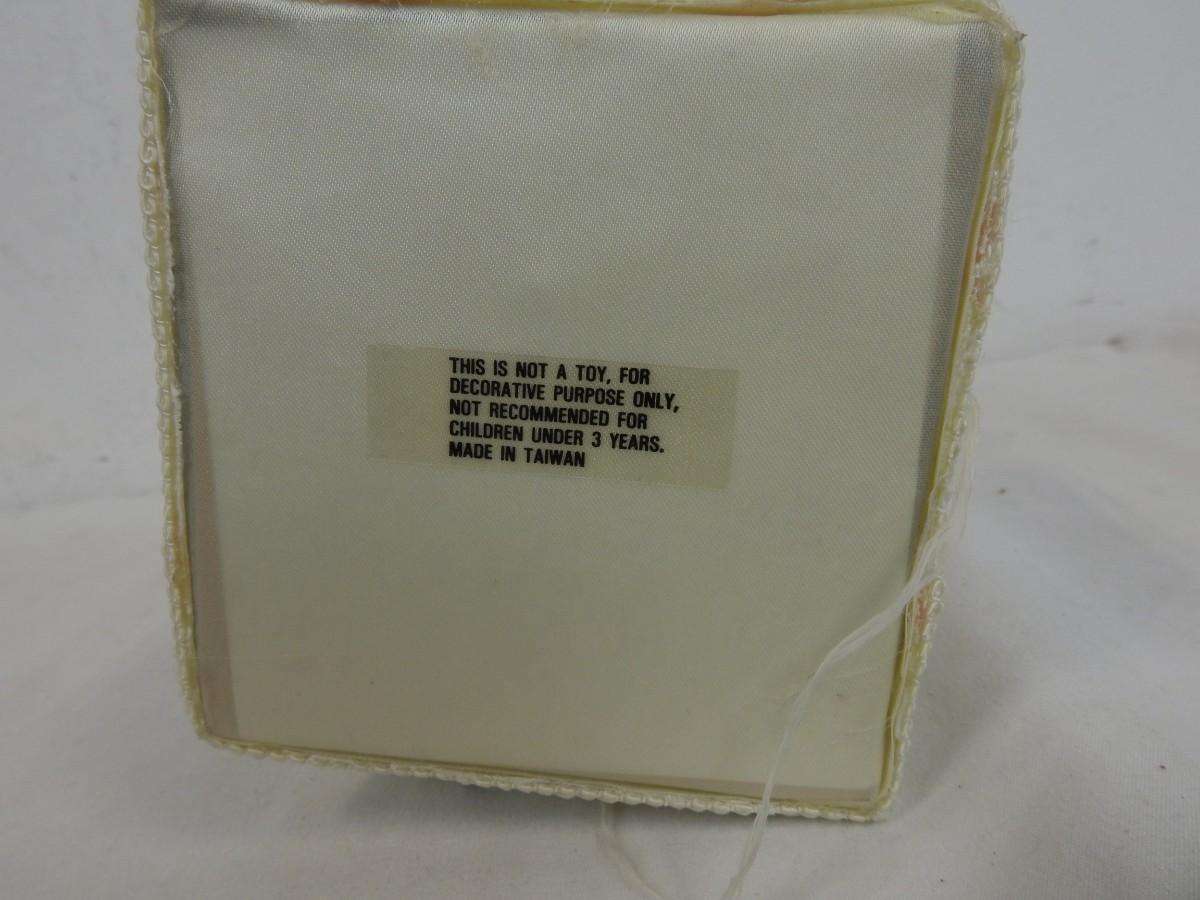 THIS IS NOT A TOY, FOR
DECORATIVE PURPOSE ONLY,
NOT RECOMMENDED FOR
CHILDREN UNDER 3 YEARS.
MADE IN TAIWAN